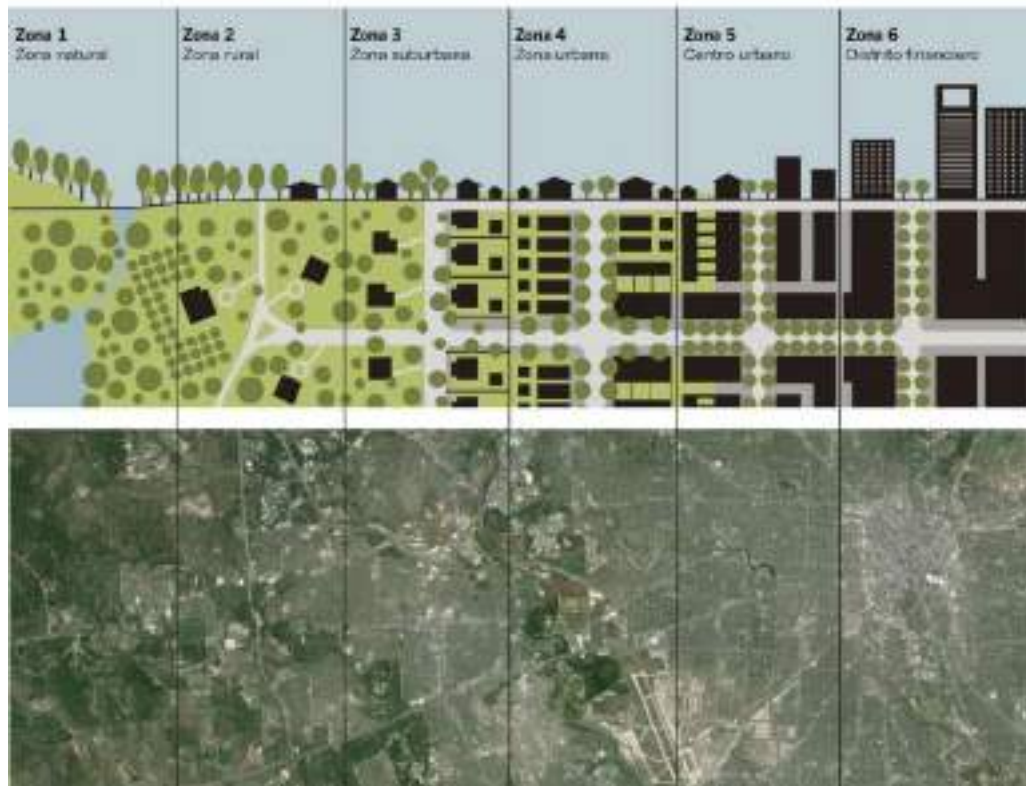 Zona 1
Zona natural
Zona 2
Zona rural
Zona 3
Zona suburbana
Zona 4
Zona urbana
Zona 5
Centro urbano
Zona 6
Distrito financiero